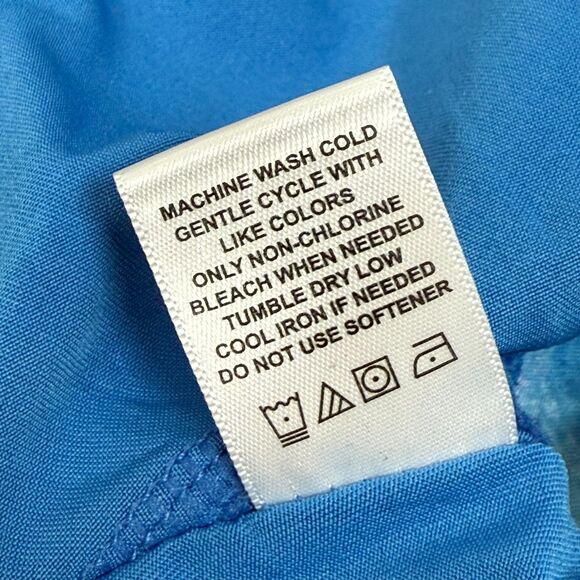 MACHINE WASH COLD
GENTLE CYCLE WITH
LIKE COLORS
ONLY NON-CHLORINE
BLEACH WHEN NEEDED
TUMBLE DRY LOW
COOL IRON IF NEEDED
DO NOT USE SOFTENER